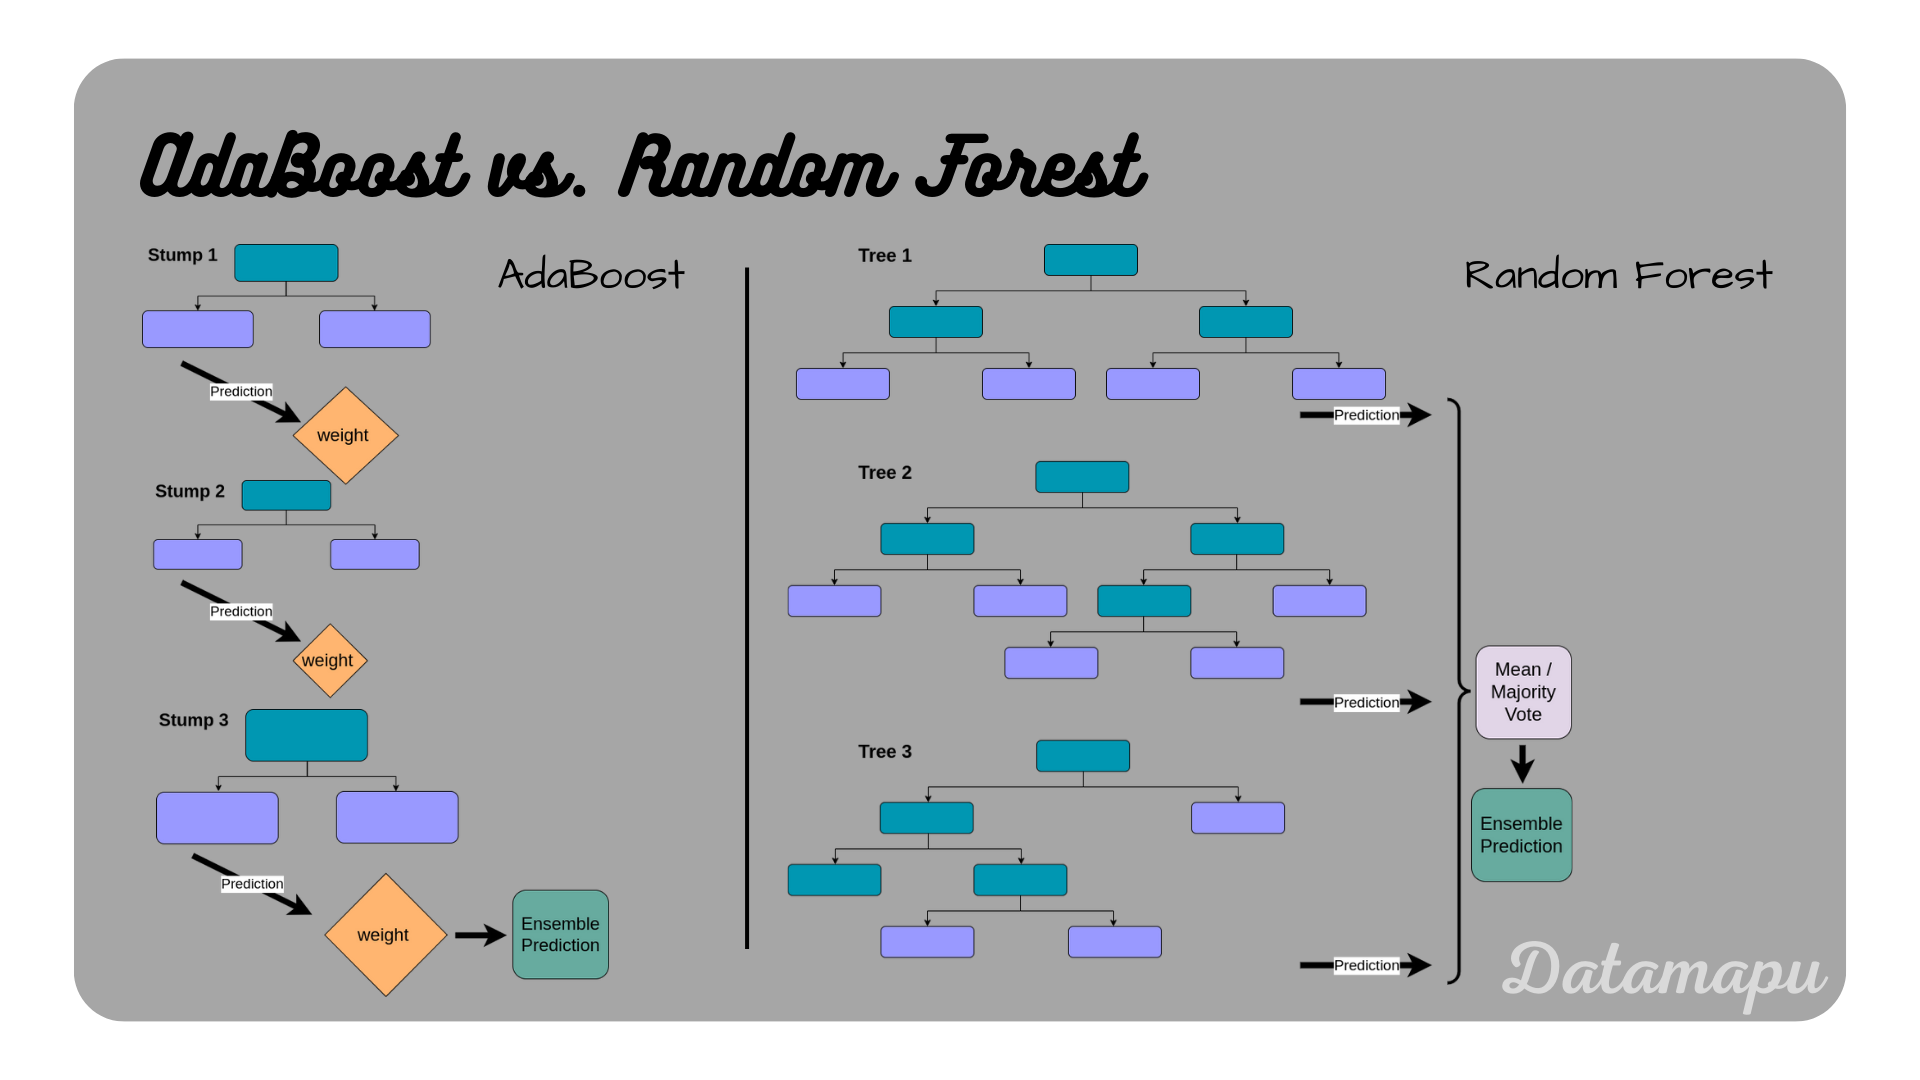 AdaBoost vs. Random Forest
AdaBoost
Stump 1
Prediction
weight
Stump 2
Prediction
weight
Stump 3
Prediction
weight
Ensemble
Prediction
Random Forest
Tree 1
Prediction
Tree 2
Prediction
Tree 3
Prediction
Mean /
Majority
Vote
Ensemble
Prediction
Datamapu